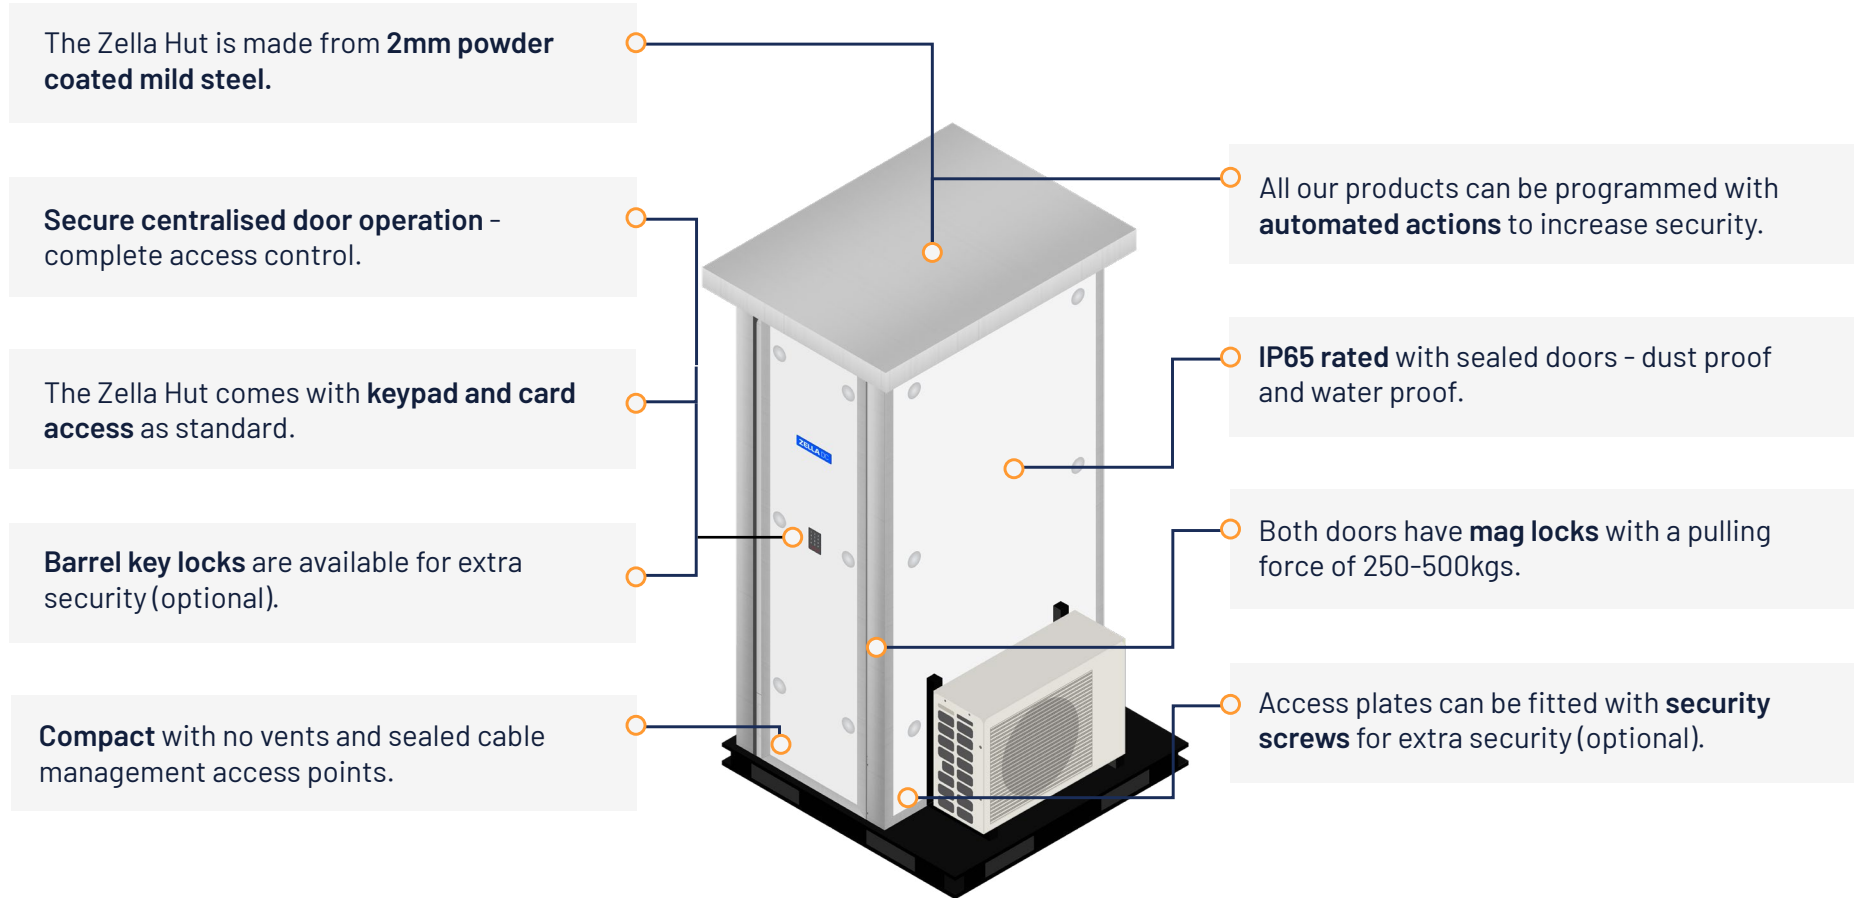 The Zella Hut is made from 2mm powder
coated mild steel.
Secure centralised door operation -
complete access control.
The Zella Hut comes with keypad and card
access as standard.
Barrel key locks are available for extra
security (optional).
Compact with no vents and sealed cable
management access points.
ZELLA DC
All our products can be programmed with
automated actions to increase security.
IP65 rated with sealed doors - dust proof
and water proof.
Both doors have mag locks with a pulling
force of 250-500kgs.
Access plates can be fitted with security
screws for extra security (optional).